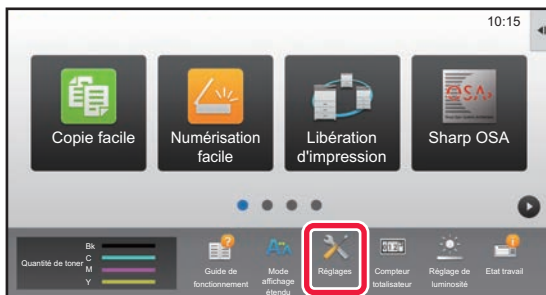 10:15
Copie facile
Numérisation
facile
Libération
d'impression
Sharp OSA
OSA
Quantité de toner
Bk
C
M
Y
Guide de
fonctionnement
Mode
affichage
étendu
Réglages
Compteur
totalisateur
Réglage de
luminosité
Etat travail